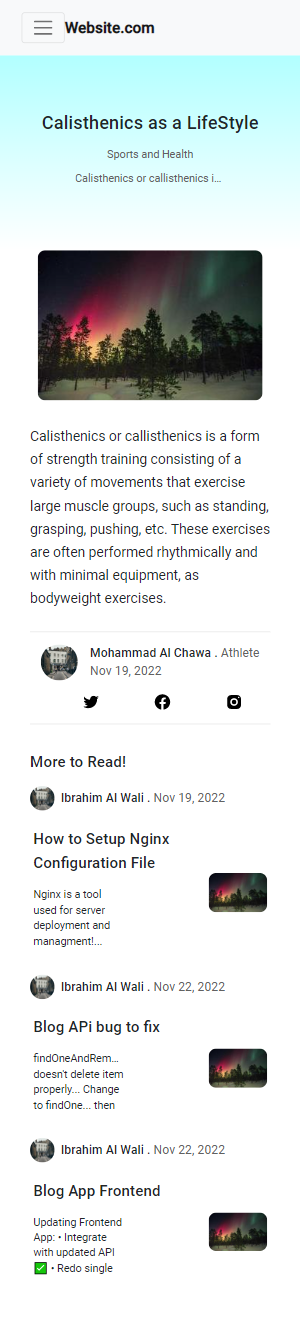 Website.com
Calisthenics as a LifeStyle
Sports and Health
Calisthenics or callisthenics i...
Calisthenics or callisthenics is a form
of strength training consisting of a
variety of movements that exercise
large muscle groups, such as standing,
grasping, pushing, etc. These exercises
are often performed rhythmically and
with minimal equipment, as
bodyweight exercises.
Mohammad Al Chawa . Athlete
Nov 19, 2022
More to Read!
Ibrahim Al Wali . Nov 19, 2022
How to Setup Nginx
Configuration File
Nginx is a tool
used for server
deployment and
managment!...
Ibrahim Al Wali . Nov 22, 2022
Blog APi bug to fix
findOneAndRem...
doesn't delete item
properly... Change
to findOne... then
Ibrahim Al Wali . Nov 22, 2022
Blog App Frontend
Updating Frontend
App: • Integrate
with updated API
✅ • Redo single